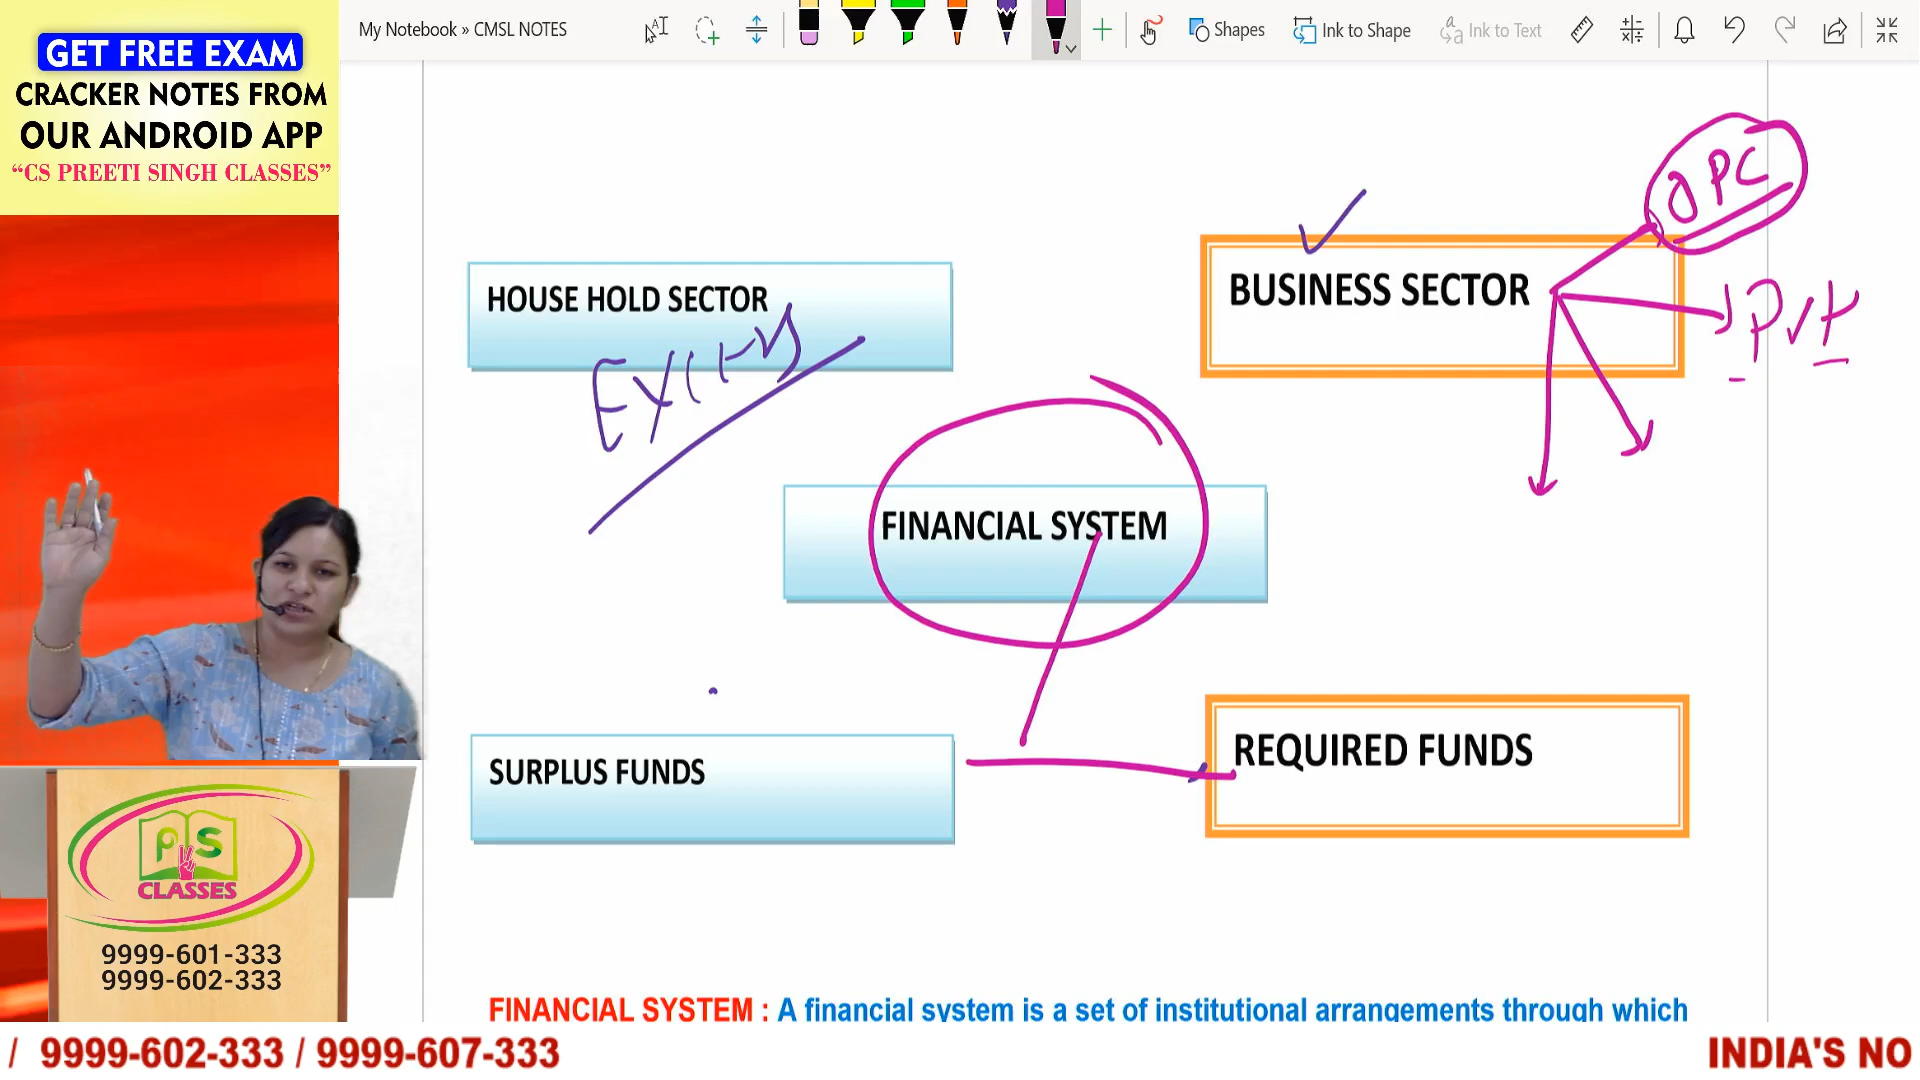 GET FREE EXAM
CRACKER NOTES FROM
OUR ANDROID APP
“CS PREETI SINGH CLASSES”
My Notebook » CMSL NOTES
Shapes
Ink to Shape
Ink to Text
OPC
HOUSE HOLD SECTOR
BUSINESS SECTOR
Pvt
FINANCIAL SYSTEM
SURPLUS FUNDS
REQUIRED FUNDS
PS
CLASSES
9999-601-333
9999-602-333
FINANCIAL SYSTEM : A financial system is a set of institutional arrangements through which
/ 9999-602-333 / 9999-607-333
INDIA'S NO